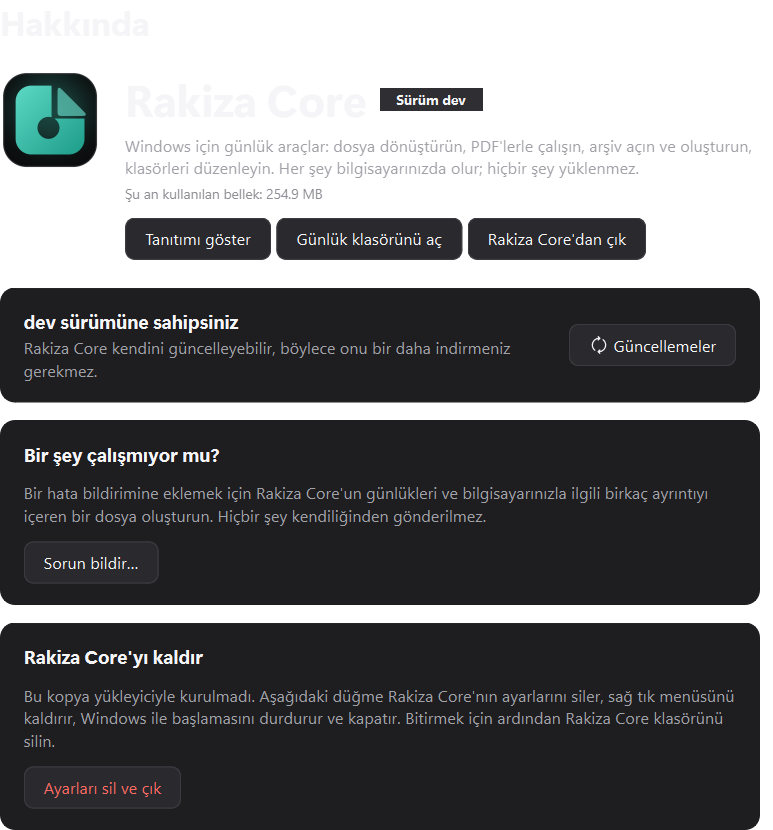 Hakkında
Rakiza Core
Sürüm dev
Windows için günlük araçlar: dosya dönüştürün, PDF'lerle çalışın, arşiv açın ve oluşturun,
klasörleri düzenleyin. Her şey bilgisayarınızda olur; hiçbir şey yüklenmez.
Şu an kullanılan bellek: 254.9 MB
Tanıtımı göster
Günlük klasörünü aç
Rakiza Core'dan çık
dev sürümüne sahipsiniz
Rakiza Core kendini güncelleyebilir, böylece onu bir daha indirmeniz
gerekmez.
Güncellemeler
Bir şey çalışmıyor mu?
Bir hata bildirimine eklemek için Rakiza Core'un günlükleri ve bilgisayarınızla ilgili birkaç ayrıntıyı
içeren bir dosya oluşturun. Hiçbir şey kendiliğinden gönderilmez.
Sorun bildir...
Rakiza Core'yı kaldır
Bu kopya yükleyiciyle kurulmadı. Aşağıdaki düğme Rakiza Core'nın ayarlarını siler, sağ tık menüsünü
kaldırır, Windows ile başlamasını durdurur ve kapatır. Bitirmek için ardından Rakiza Core klasörünü
silin.
Ayarları sil ve çık